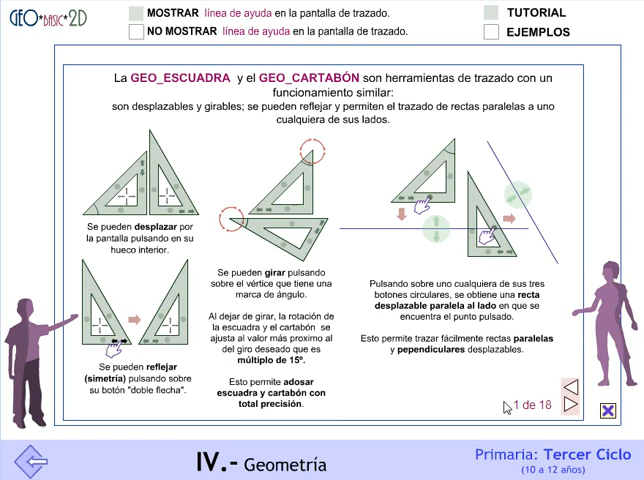 GEO*BASIC*2D
MOSTRAR línea de ayuda en la pantalla de trazado.
NO MOSTRAR línea de ayuda en la pantalla de trazado.
TUTORIAL
EJEMPLOS
La GEO_ESCUADRA y el GEO_CARTABÓN son herramientas de trazado con un
funcionamiento similar:
son desplazables y girables; se pueden reflejar y permiten el trazado de rectas paralelas a uno
cualquiera de sus lados.
Se pueden desplazar por
la pantalla pulsando en su
hueco interior.
Se pueden reflejar
(simetría) pulsando sobre
su botón "doble flecha".
Se pueden girar pulsando
sobre el vértice que tiene una
marca de ángulo.
Al dejar de girar, la rotación de
la escuadra y el cartabón se
ajusta al valor más proximo al
del giro deseado que es
múltiplo de 15º.
Esto permite adosar
escuadra y cartabón con
total precisión.
Pulsando sobre uno cualquiera de sus tres
botones circulares, se obtiene una recta
desplazable paralela al lado en que se
encuentra el punto pulsado.
Esto permite trazar fácilmente rectas paralelas
y pependiculares desplazables.
1 de 18
IV.- Geometría
Primaria: Tercer Ciclo
(10 a 12 años)